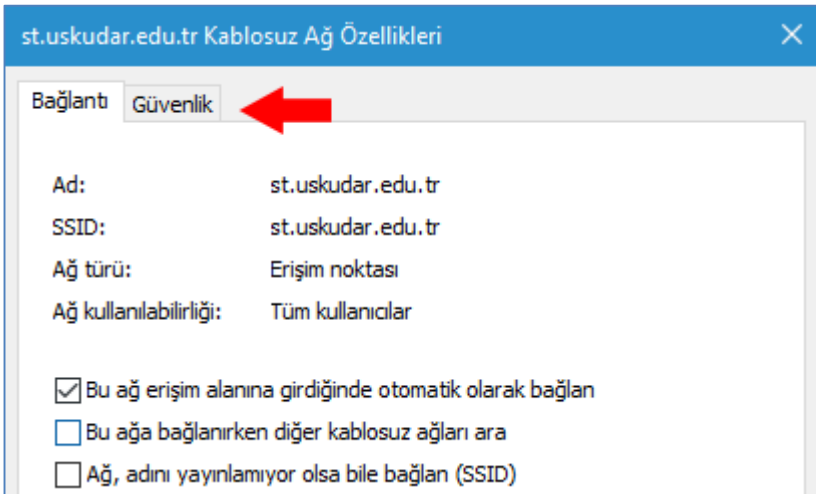 st.uskudar.edu.tr Kablosuz Ağ Özellikleri
Bağlantı Güvenlik
Ad: st.uskudar.edu.tr
SSID: st.uskudar.edu.tr
Ağ türü: Erişim noktası
Ağ kullanılabilirliği: Tüm kullanıcılar
Bu ağ erişim alanına girdiğinde otomatik olarak bağlan
Bu ağa bağlanırken diğer kablosuz ağları ara
Ağ, adını yayınlamıyor olsa bile bağlan (SSID)